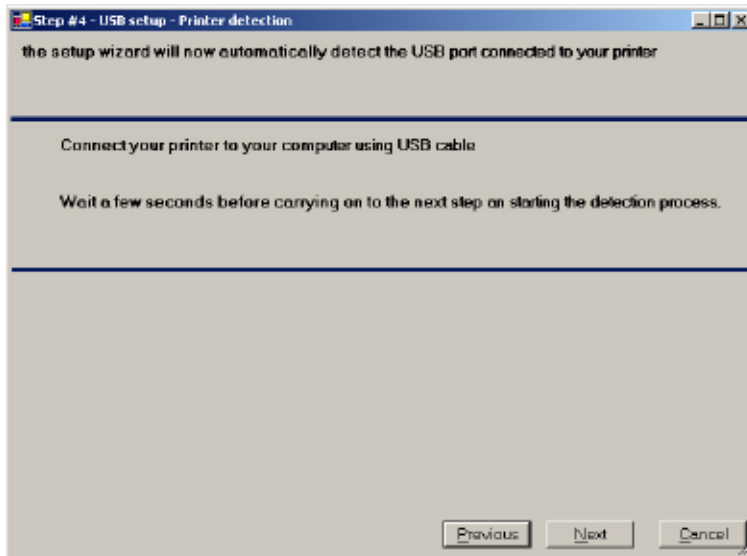 Step #4 - USB setup - Printer detection
the setup wizard will now automatically detect the USB port connected to your printer
Connect your printer to your computer using USB cable
Wait a few seconds before carrying on to the next step an starting the detection process.
Previous Next Cancel